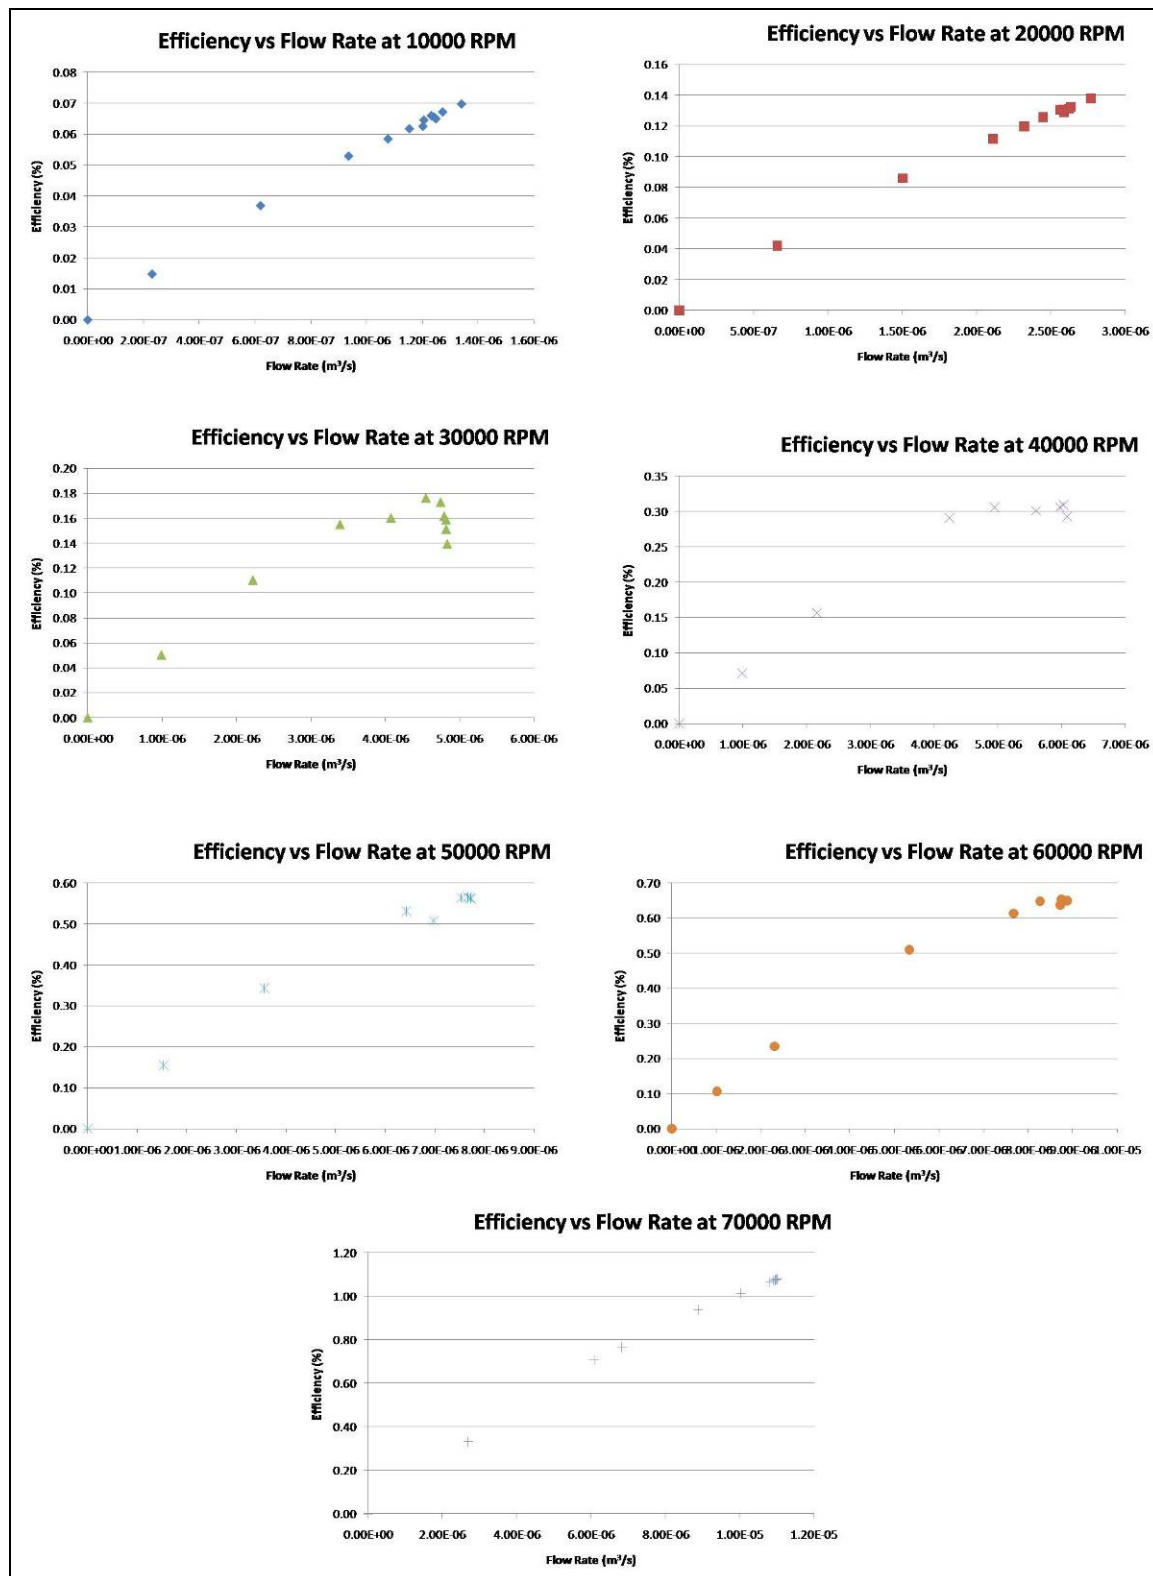 Efficiency vs Flow Rate at 10000 RPM
0.08
0.07
0.06
0.05
0.04
0.03
0.02
0.01
0.00
Efficiency (%)
0.00E+00 2.00E-07 4.00E-07 6.00E-07 8.00E-07 1.00E-06 1.20E-06 1.40E-06 1.60E-06
Flow Rate (m³/s)
Efficiency vs Flow Rate at 20000 RPM
0.16
0.14
0.12
0.10
0.08
0.06
0.04
0.02
0.00
Efficiency (%)
0.00E+00 5.00E-07 1.00E-06 1.50E-06 2.00E-06 2.50E-06 3.00E-06
Flow Rate (m³/s)
Efficiency vs Flow Rate at 30000 RPM
0.20
0.18
0.16
0.14
0.12
0.10
0.08
0.06
0.04
0.02
0.00
Efficiency (%)
0.00E+00 1.00E-06 2.00E-06 3.00E-06 4.00E-06 5.00E-06 6.00E-06
Flow Rate (m³/s)
Efficiency vs Flow Rate at 40000 RPM
0.35
0.30
0.25
0.20
0.15
0.10
0.05
0.00
Efficiency (%)
0.00E+00 1.00E-06 2.00E-06 3.00E-06 4.00E-06 5.00E-06 6.00E-06 7.00E-06
Flow Rate (m³/s)
Efficiency vs Flow Rate at 50000 RPM
0.60
0.50
0.40
0.30
0.20
0.10
0.00
Efficiency (%)
0.00E+00 1.00E-06 2.00E-06 3.00E-06 4.00E-06 5.00E-06 6.00E-06 7.00E-06 8.00E-06 9.00E-06
Flow Rate (m³/s)
Efficiency vs Flow Rate at 60000 RPM
0.70
0.60
0.50
0.40
0.30
0.20
0.10
0.00
Efficiency (%)
0.00E+00 1.00E-06 2.00E-06 3.00E-06 4.00E-06 5.00E-06 6.00E-06 7.00E-06 8.00E-06 9.00E-06 1.00E-05
Flow Rate (m³/s)
Efficiency vs Flow Rate at 70000 RPM
1.20
1.00
0.80
0.60
0.40
0.20
0.00
Efficiency (%)
0.00E+00 2.00E-06 4.00E-06 6.00E-06 8.00E-06 1.00E-05 1.20E-05
Flow Rate (m³/s)